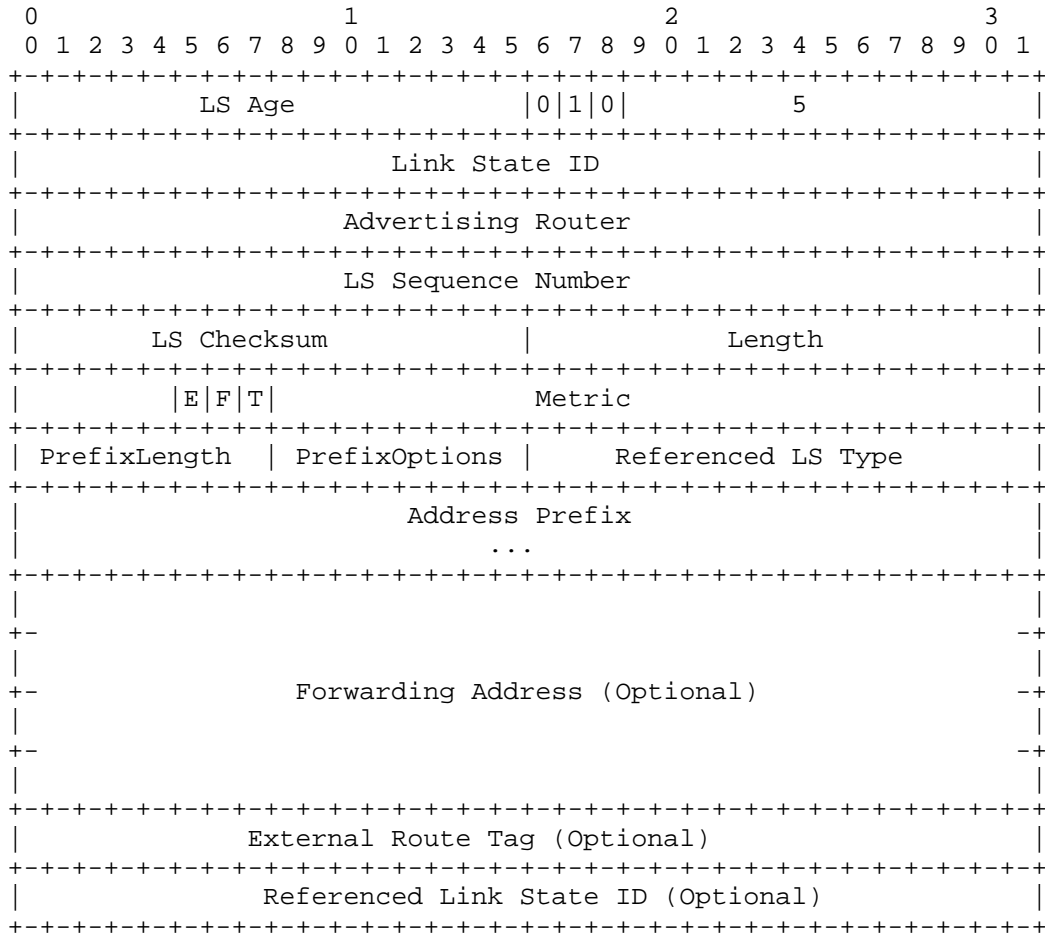 0                   1                   2                   3
 0 1 2 3 4 5 6 7 8 9 0 1 2 3 4 5 6 7 8 9 0 1 2 3 4 5 6 7 8 9 0 1
+-+-+-+-+-+-+-+-+-+-+-+-+-+-+-+-+-+-+-+-+-+-+-+-+-+-+-+-+-+-+-+-+
|           LS Age              |0|1|0|          5              |
+-+-+-+-+-+-+-+-+-+-+-+-+-+-+-+-+-+-+-+-+-+-+-+-+-+-+-+-+-+-+-+-+
|                       Link State ID                           |
+-+-+-+-+-+-+-+-+-+-+-+-+-+-+-+-+-+-+-+-+-+-+-+-+-+-+-+-+-+-+-+-+
|                    Advertising Router                         |
+-+-+-+-+-+-+-+-+-+-+-+-+-+-+-+-+-+-+-+-+-+-+-+-+-+-+-+-+-+-+-+-+
|                    LS Sequence Number                         |
+-+-+-+-+-+-+-+-+-+-+-+-+-+-+-+-+-+-+-+-+-+-+-+-+-+-+-+-+-+-+-+-+
|        LS Checksum            |            Length             |
+-+-+-+-+-+-+-+-+-+-+-+-+-+-+-+-+-+-+-+-+-+-+-+-+-+-+-+-+-+-+-+-+
|         |E|F|T|                Metric                         |
+-+-+-+-+-+-+-+-+-+-+-+-+-+-+-+-+-+-+-+-+-+-+-+-+-+-+-+-+-+-+-+-+
| PrefixLength  | PrefixOptions |     Referenced LS Type        |
+-+-+-+-+-+-+-+-+-+-+-+-+-+-+-+-+-+-+-+-+-+-+-+-+-+-+-+-+-+-+-+-+
|                        Address Prefix                         |
|                             ...                               |
+-+-+-+-+-+-+-+-+-+-+-+-+-+-+-+-+-+-+-+-+-+-+-+-+-+-+-+-+-+-+-+-+
|                                                               |
+-                                                             -+
|                                                               |
+-                Forwarding Address (Optional)                -+
|                                                               |
+-                                                             -+
|                                                               |
+-+-+-+-+-+-+-+-+-+-+-+-+-+-+-+-+-+-+-+-+-+-+-+-+-+-+-+-+-+-+-+-+
|              External Route Tag (Optional)                    |
+-+-+-+-+-+-+-+-+-+-+-+-+-+-+-+-+-+-+-+-+-+-+-+-+-+-+-+-+-+-+-+-+
|               Referenced Link State ID (Optional)             |
+-+-+-+-+-+-+-+-+-+-+-+-+-+-+-+-+-+-+-+-+-+-+-+-+-+-+-+-+-+-+-+-+